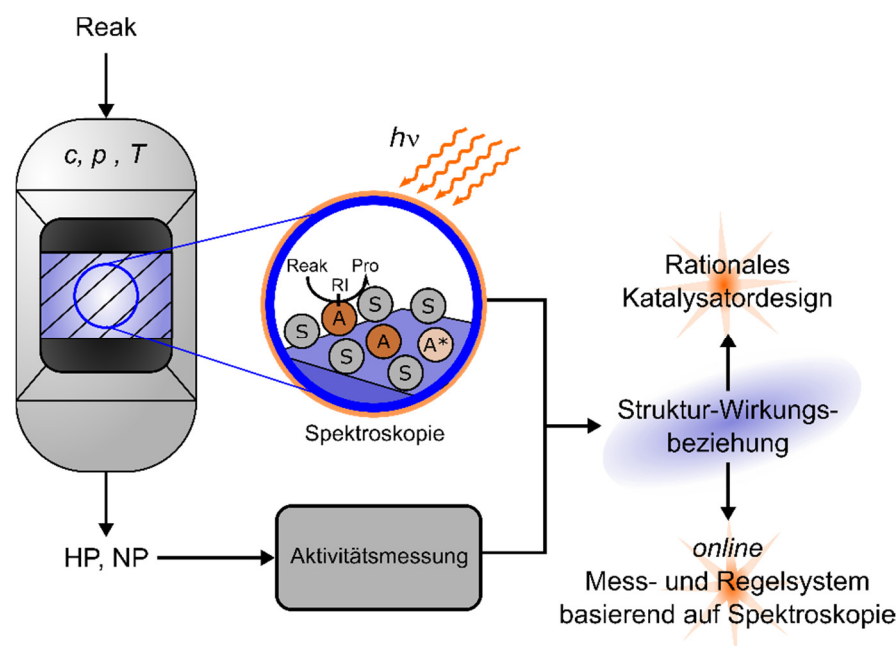 Reak
c, p , T
hν
Reak
Pro
RI
A
S
S
S
A
A*
S
S
Spektroskopie
HP, NP
Aktivitätsmessung
Rationales
Katalysatordesign
Struktur-Wirkungs-
beziehung
online
Mess- und Regelsystem
basierend auf Spektroskopie